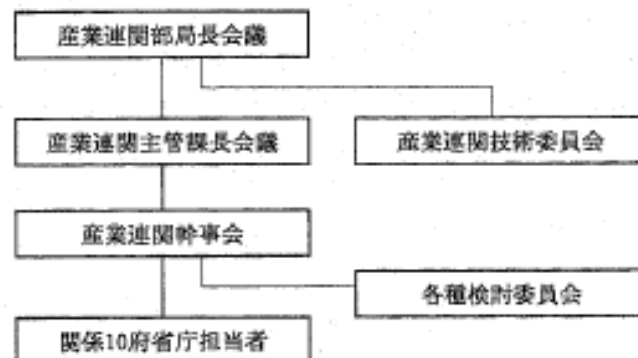 産業連関部局長会議
産業連関主管課長会議
産業連関技術委員会
産業連関幹事会
各種検討委員会
関係10府省庁担当者